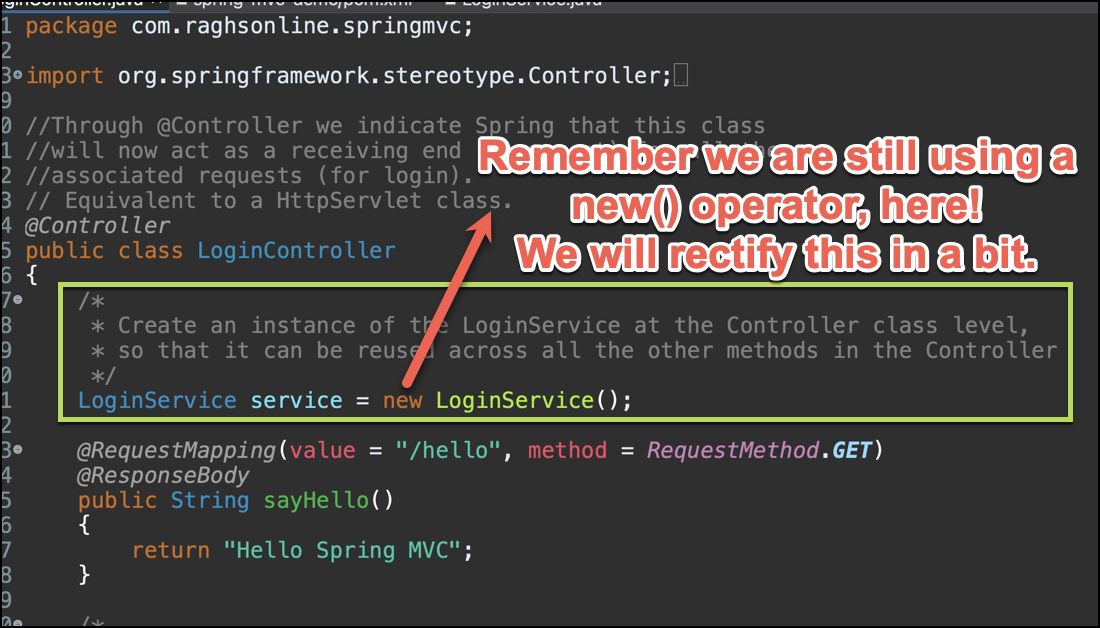 ginController.java spring-mvc-demo/pom.xml LoginService.java
1 package com.raghsonline.springmvc;
2
3 import org.springframework.stereotype.Controller;
9
0 //Through @Controller we indicate Spring that this class
1 //will now act as a receiving end
2 //associated requests (for login).
3 // Equivalent to a HttpServlet class.
4 @Controller
5 public class LoginController
6 {
7 /*
8 * Create an instance of the LoginService at the Controller class level,
9 * so that it can be reused across all the other methods in the Controller
0 */
1 LoginService service = new LoginService();
2
3 @RequestMapping(value = "/hello", method = RequestMethod.GET)
4 @ResponseBody
5 public String sayHello()
6 {
7 return "Hello Spring MVC";
8 }
9
0 /*
Remember we are still using a
new() operator, here!
We will rectify this in a bit.